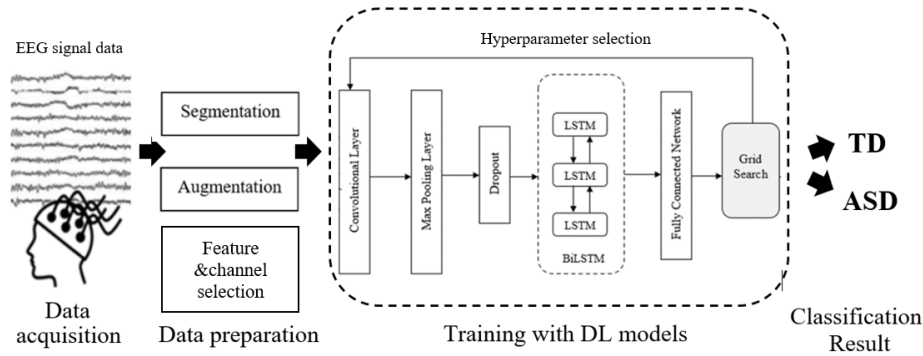 EEG signal data
Data
acquisition
Segmentation
Augmentation
Feature
&channel
selection
Data preparation
Hyperparameter selection
Convolutional Layer
Max Pooling Layer
Dropout
LSTM
LSTM
LSTM
BiLSTM
Fully Connected Network
Grid
Search
Training with DL models
TD
ASD
Classification
Result